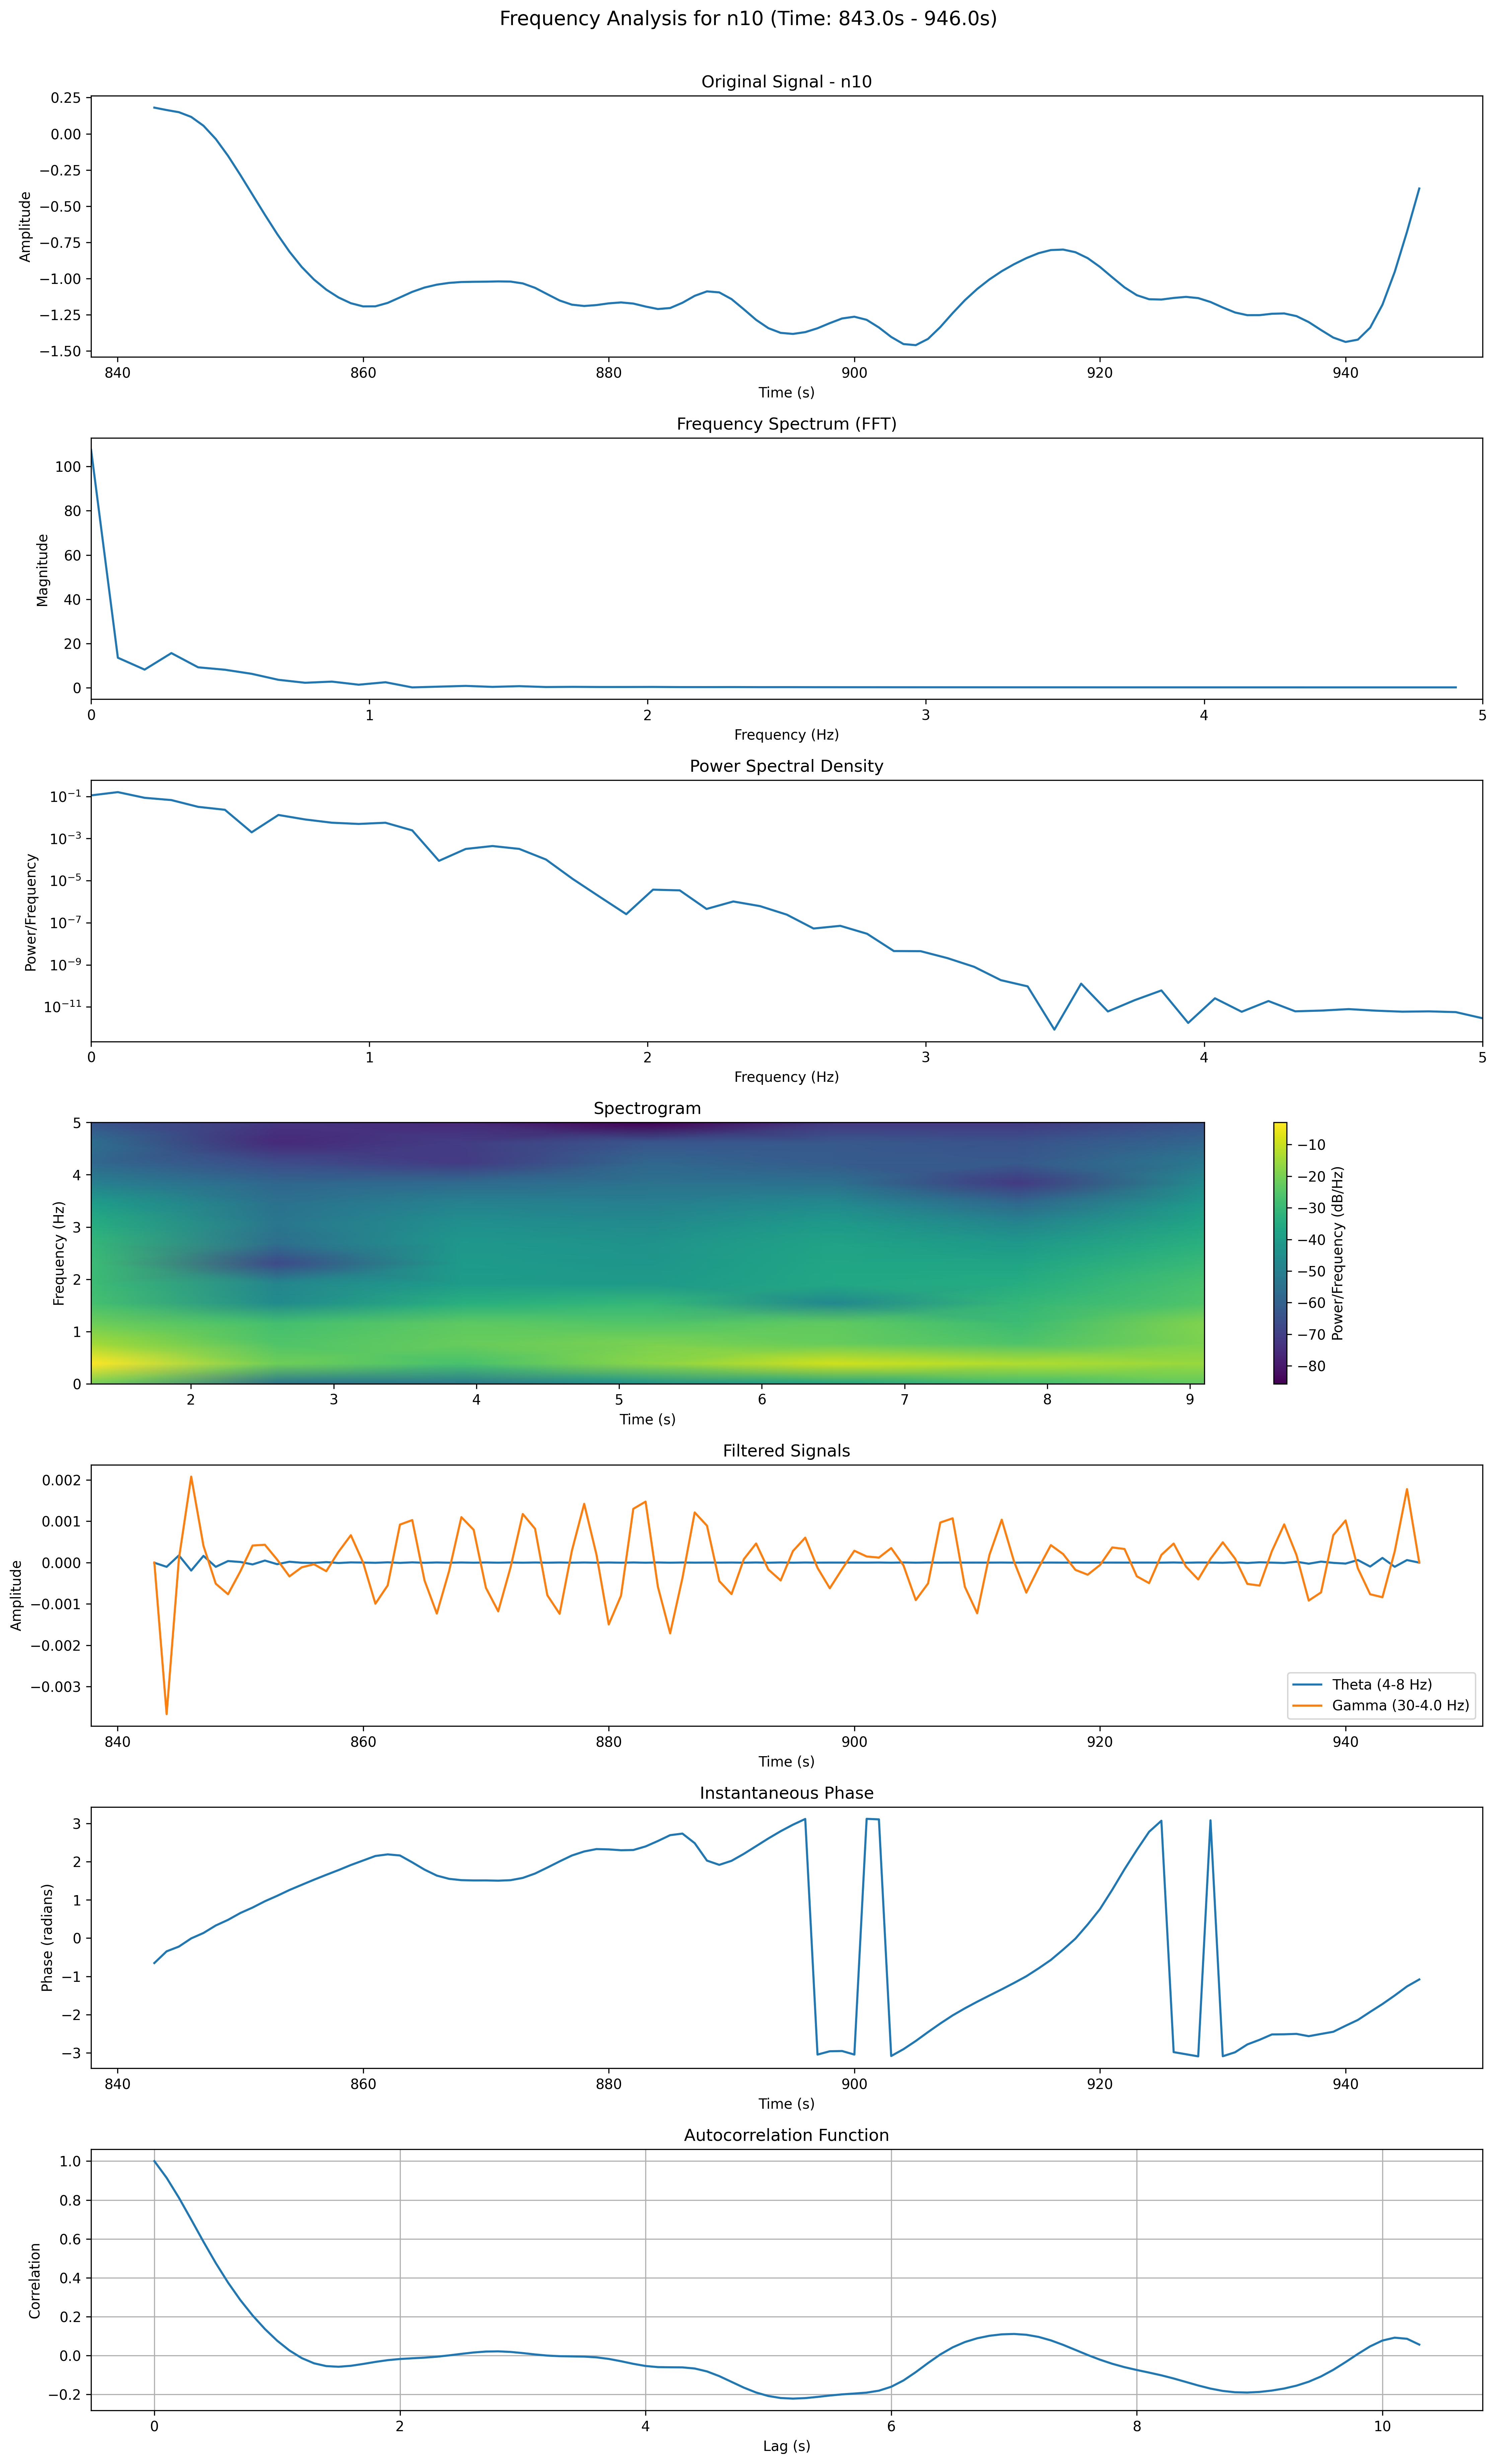 Frequency Analysis for n10 (Time: 843.0s - 946.0s)
Original Signal - n10
0.25
0.00
−0.25
−0.50
−0.75
−1.00
−1.25
−1.50
Amplitude
840 860 880 900 920 940
Time (s)
Frequency Spectrum (FFT)
100
80
60
40
20
0
Magnitude
0 1 2 3 4 5
Frequency (Hz)
Power Spectral Density
10⁻¹
10⁻³
10⁻⁵
10⁻⁷
10⁻⁹
10⁻¹¹
Power/Frequency
0 1 2 3 4 5
Frequency (Hz)
Spectrogram
5
4
3
2
1
0
Frequency (Hz)
2 3 4 5 6 7 8 9
Time (s)
−10
−20
−30
−40
−50
−60
−70
−80
Power/Frequency (dB/Hz)
Filtered Signals
0.002
0.001
0.000
−0.001
−0.002
−0.003
Amplitude
Theta (4-8 Hz)
Gamma (30-4.0 Hz)
840 860 880 900 920 940
Time (s)
Instantaneous Phase
3
2
1
0
−1
−2
−3
Phase (radians)
840 860 880 900 920 940
Time (s)
Autocorrelation Function
1.0
0.8
0.6
0.4
0.2
0.0
−0.2
Correlation
0 2 4 6 8 10
Lag (s)